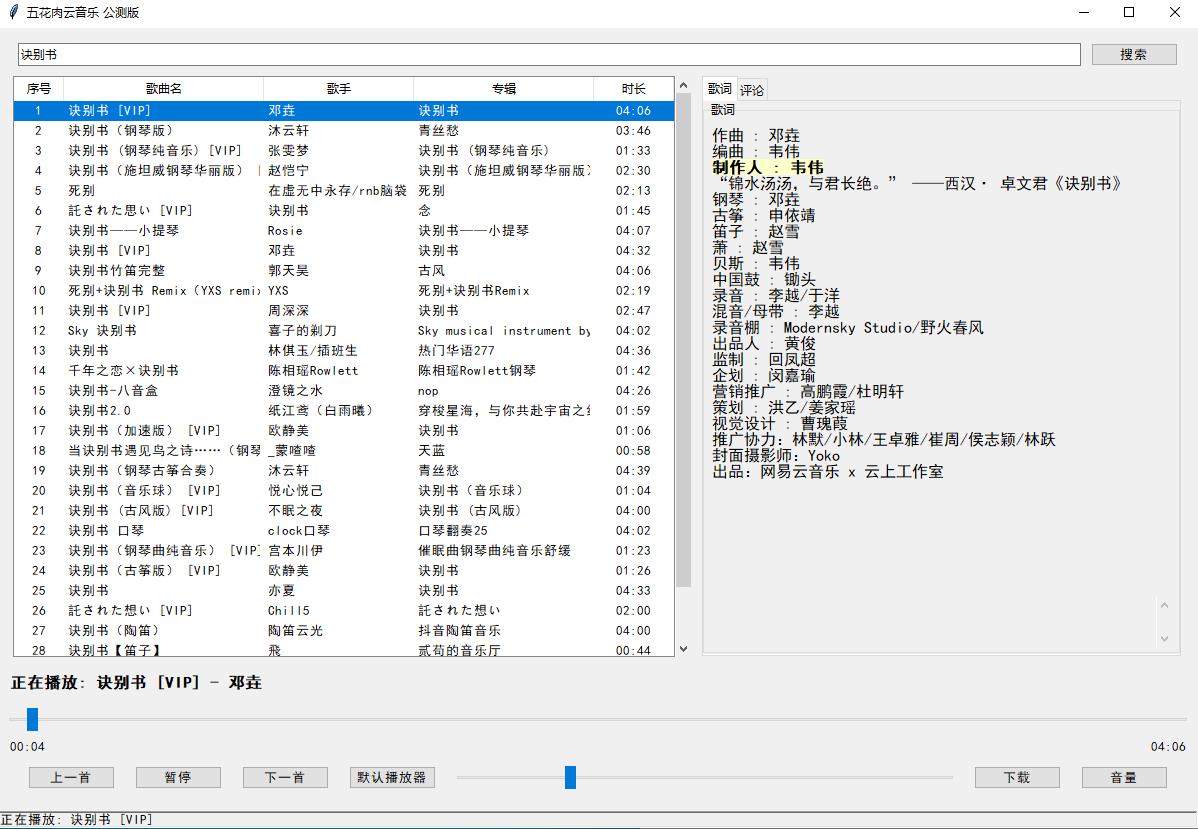 五花肉云音乐 公测版
诀别书 搜索
序号 歌曲名 歌手 专辑 时长
1 诀别书 [VIP] 邓垚 诀别书 04:06
2 诀别书（钢琴版） 沐云轩 青丝愁 03:46
3 诀别书（钢琴纯音乐）[VIP] 张雯梦 诀别书（钢琴纯音乐） 01:33
4 诀别书（施坦威钢琴华丽版） 赵恺宁 诀别书（施坦威钢琴华丽版） 02:30
5 死别 在虚无中永存/rnb脑袋 死别 02:13
6 託された思い [VIP] 诀别书 念 01:45
7 诀别书——小提琴 Rosie 诀别书——小提琴 04:07
8 诀别书 [VIP] 邓垚 诀别书 04:32
9 诀别书竹笛完整 郭天昊 古风 04:06
10 死别+诀别书 Remix（YXS remi YXS 死别+诀别书Remix 02:19
11 诀别书 [VIP] 周深深 诀别书 02:47
12 Sky 诀别书 喜子的剃刀 Sky musical instrument by 04:02
13 诀别书 林倛玉/插班生 热门华语277 04:36
14 千年之恋×诀别书 陈相瑶Rowlett 陈相瑶Rowlett钢琴 01:42
15 诀别书-八音盒 澄镜之水 nop 04:26
16 诀别书2.0 纸江鸢（白雨曦） 穿梭星海，与你共赴宇宙之 01:59
17 诀别书（加速版） [VIP] 欧静美 诀别书 01:06
18 当诀别书遇见鸟之诗……（钢琴 _蒙喳喳 天蓝 00:58
19 诀别书（钢琴古筝合奏） 沐云轩 青丝愁 04:39
20 诀别书（音乐球） [VIP] 悦心悦己 诀别书（音乐球） 01:04
21 诀别书（古风版）[VIP] 不眠之夜 诀别书（古风版） 04:00
22 诀别书 口琴 clock口琴 口琴翻奏25 04:02
23 诀别书（钢琴曲纯音乐） [VIP] 宫本川伊 催眠曲钢琴曲纯音乐舒缓 01:23
24 诀别书（古筝版） [VIP] 欧静美 诀别书 01:26
25 诀别书 亦夏 诀别书 04:33
26 託された想い [VIP] Chill5 託された想い 02:00
27 诀别书（陶笛） 陶笛云光 抖音陶笛音乐 04:00
28 诀别书【笛子】 飛 贰苟的音乐厅 00:44
歌词 评论
歌词
作曲 : 邓垚
编曲 : 韦伟
制作人 : 韦伟
“锦水汤汤，与君长绝。” ——西汉· 卓文君《诀别书》
钢琴 : 邓垚
古筝 : 申依靖
笛子 : 赵雪
萧 : 赵雪
贝斯 : 韦伟
中国鼓 : 锄头
录音 : 李越/于洋
混音/母带 : 李越
录音棚 : Modernsky Studio/野火春风
出品人 : 黄俊
监制 : 回凤超
企划 : 闵嘉瑜
营销推广 : 高鹏霞/杜明轩
策划 : 洪乙/姜家瑶
视觉设计 : 曹瑰葭
推广协力：林默/小林/王卓雅/崔周/侯志颖/林跃
封面摄影师：Yoko
出品：网易云音乐 x 云上工作室
正在播放: 诀别书 [VIP] - 邓垚
00:04 04:06
上一首 暂停 下一首 默认播放器 下载 音量
正在播放: 诀别书 [VIP]